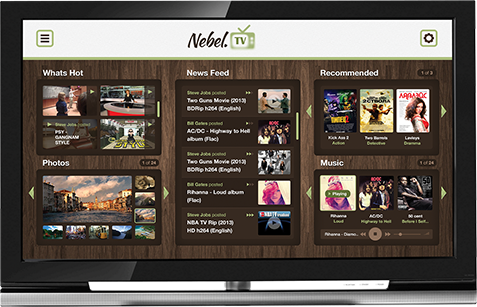 Nebel. TV
Whats Hot
Steve Jobs posted
PSY -
GANGNAM
STYLE
Photos
1 of 24
News Feed
Steve Jobs posted
Two Guns Movie (2013)
BDRip h264 (English)
Bill Gates posted
AC/DC - Highway to Hell
album (Flac)
Steve Jobs posted
Two Guns Movie (2013)
BDRip h264 (English)
Bill Gates posted
Rihanna - Loud album
(Flac)
Steve Jobs posted
NBA TV Rip (2013)
HD h264 (English)
Recommended
1 of 2
Kick Ass 2
Action
Two Barrels
Detective
Lesleys
Dramma
Music
1 of 24
Playing
Rihanna
Loud
AC/DC
Highway to Hell
50 cent
Before I Self...
Rihanna - Diamo...